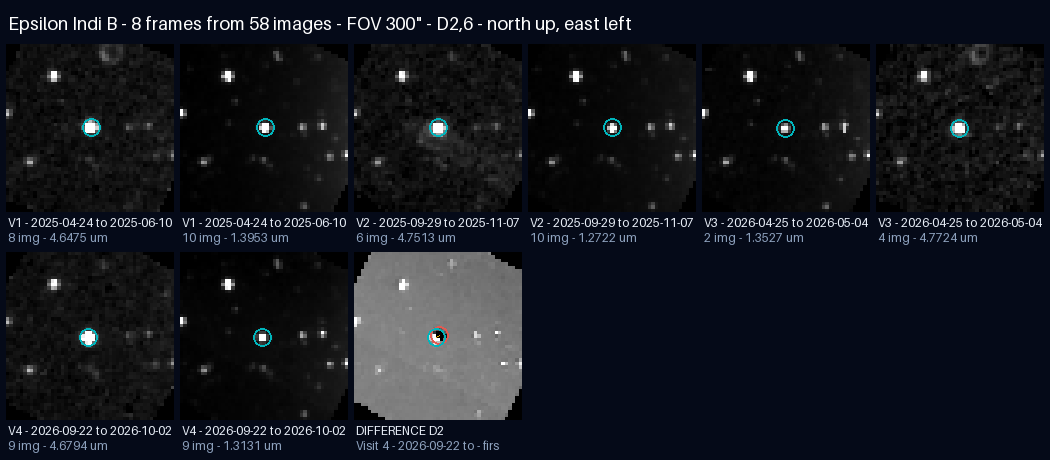 Epsilon Indi B - 8 frames from 58 images - FOV 300" - D2,6 - north up, east left
V1 - 2025-04-24 to 2025-06-10
8 img - 4.6475 um
V1 - 2025-04-24 to 2025-06-10
10 img - 1.3953 um
V2 - 2025-09-29 to 2025-11-07
6 img - 4.7513 um
V2 - 2025-09-29 to 2025-11-07
10 img - 1.2722 um
V3 - 2026-04-25 to 2026-05-04
2 img - 1.3527 um
V3 - 2026-04-25 to 2026-05-04
4 img - 4.7724 um
V4 - 2026-09-22 to 2026-10-02
9 img - 4.6794 um
V4 - 2026-09-22 to 2026-10-02
9 img - 1.3131 um
DIFFERENCE D2
Visit 4 - 2026-09-22 to - firs